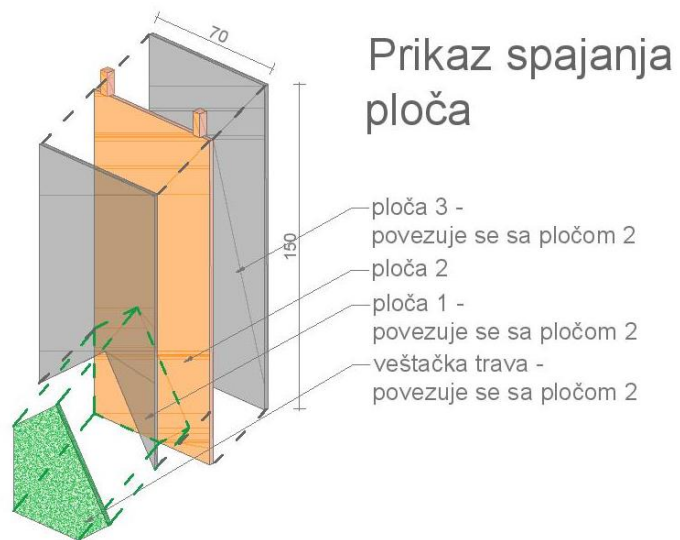 70
Prikaz spajanja
ploča
150
ploča 3 -
povezuje se sa pločom 2
ploča 2
ploča 1 -
povezuje se sa pločom 2
veštačka trava -
povezuje se sa pločom 2